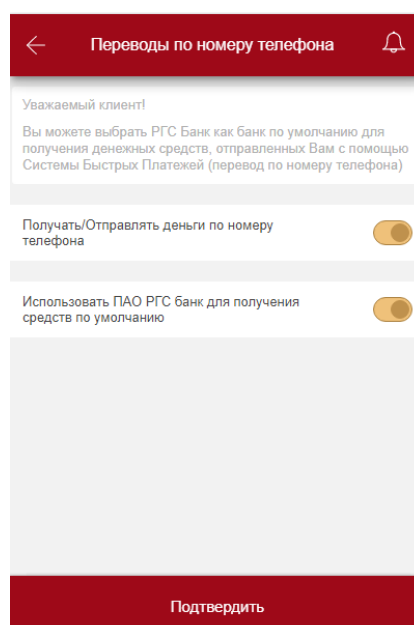 Переводы по номеру телефона
Уважаемый клиент!
Вы можете выбрать РГС Банк как банк по умолчанию для
получения денежных средств, отправленных Вам с помощью
Системы Быстрых Платежей (перевод по номеру телефона)
Получать/Отправлять деньги по номеру
телефона
Использовать ПАО РГС банк для получения
средств по умолчанию
Подтвердить